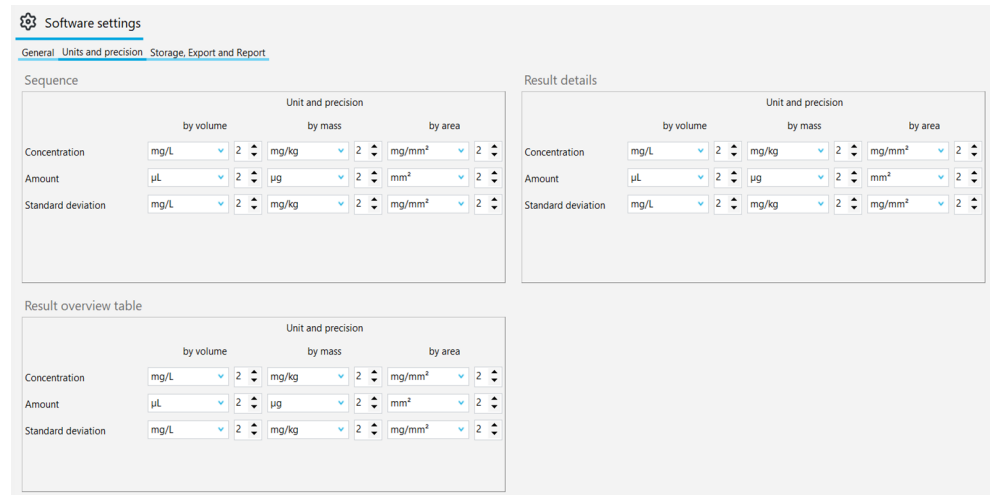 Software settings
General Units and precision Storage, Export and Report
Sequence
Unit and precision
by volume by mass by area
Concentration mg/L 2 mg/kg 2 mg/mm² 2
Amount µL 2 µg 2 mm² 2
Standard deviation mg/L 2 mg/kg 2 mg/mm² 2
Result details
Unit and precision
by volume by mass by area
Concentration mg/L 2 mg/kg 2 mg/mm² 2
Amount µL 2 µg 2 mm² 2
Standard deviation mg/L 2 mg/kg 2 mg/mm² 2
Result overview table
Unit and precision
by volume by mass by area
Concentration mg/L 2 mg/kg 2 mg/mm² 2
Amount µL 2 µg 2 mm² 2
Standard deviation mg/L 2 mg/kg 2 mg/mm² 2